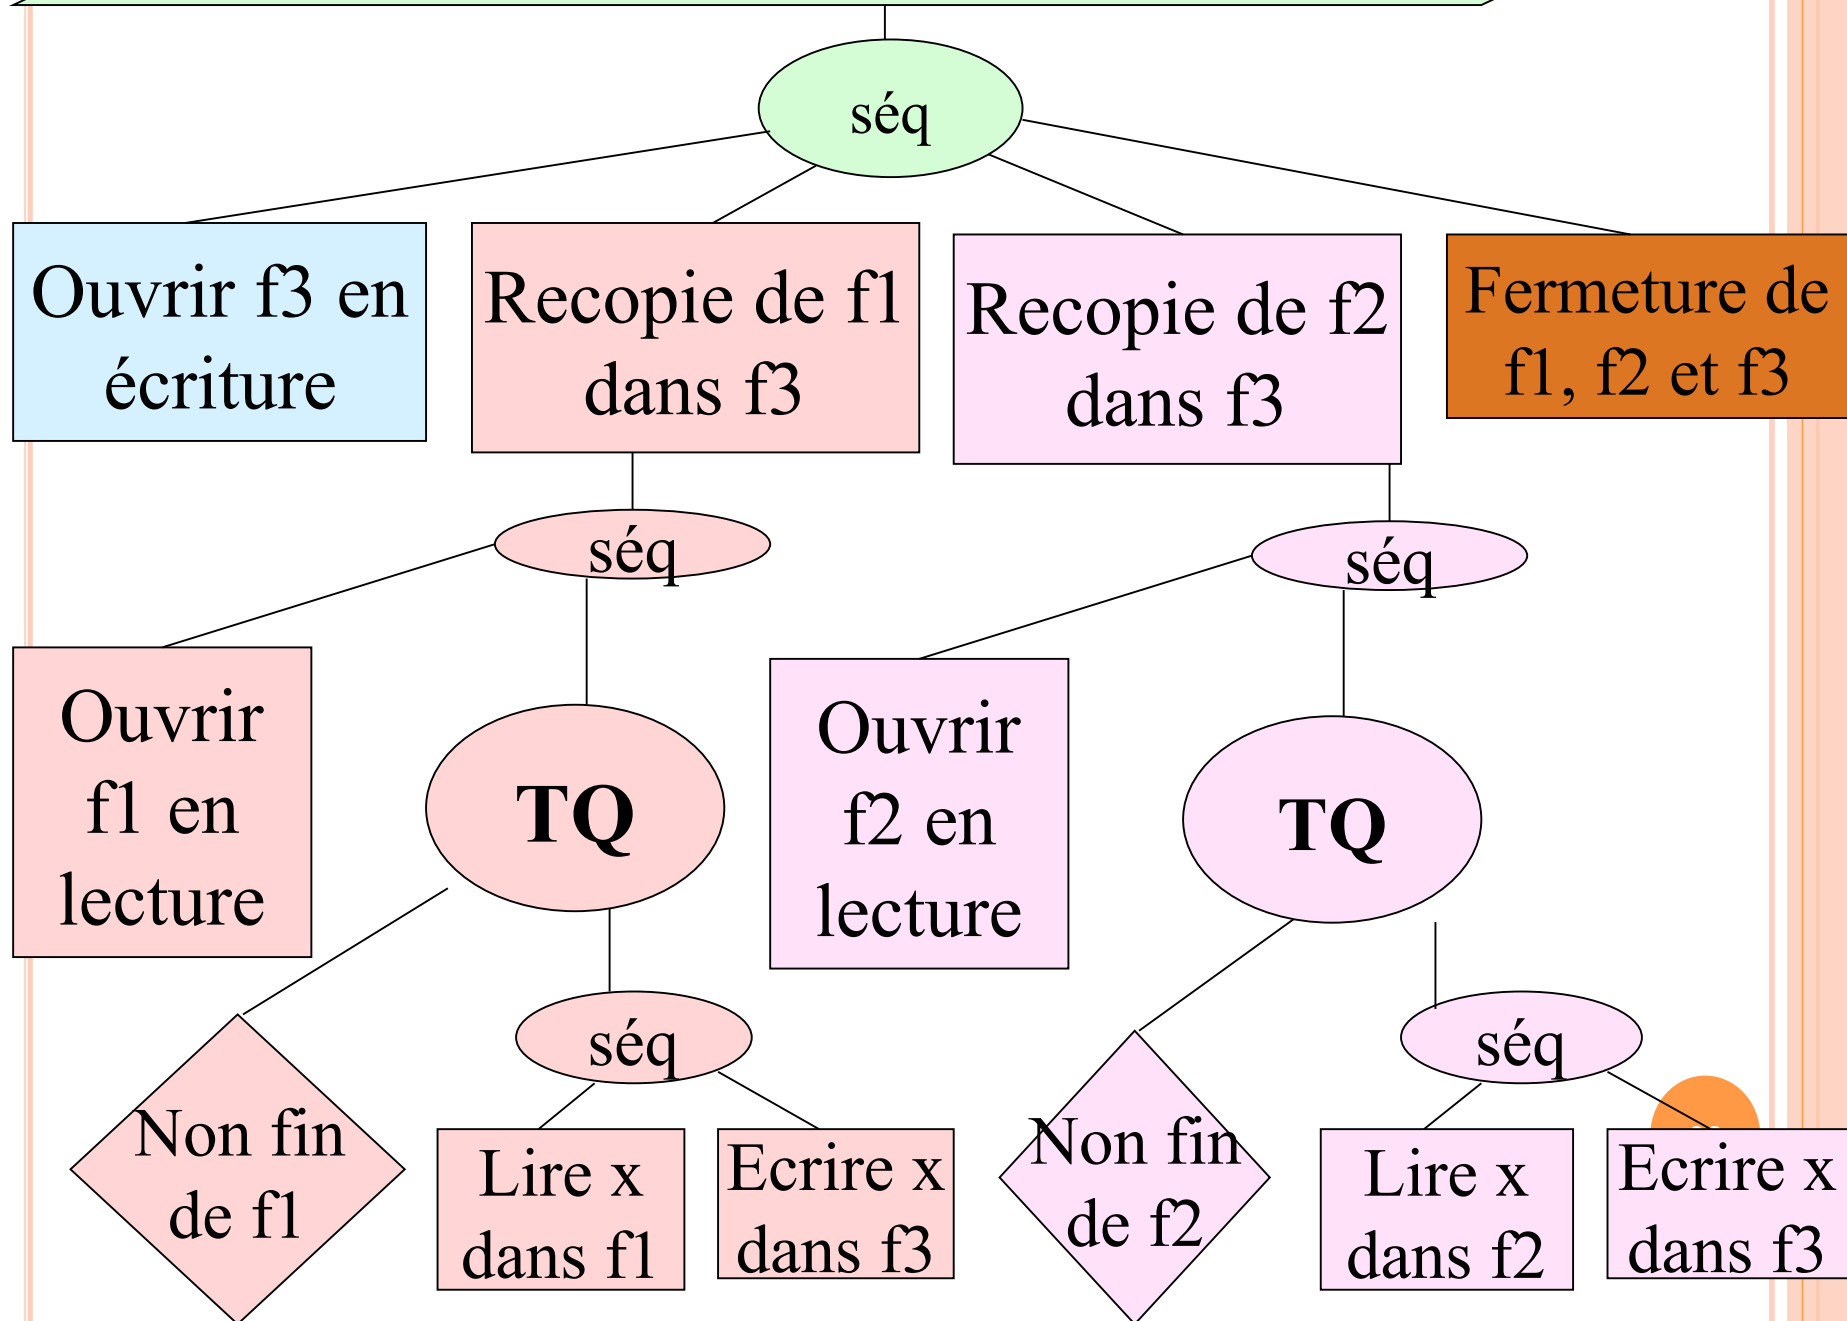 séq
Ouvrir f3 en
écriture
Recopie de f1
dans f3
Recopie de f2
dans f3
Fermeture de
f1, f2 et f3
séq
séq
Ouvrir
f1 en
lecture
TQ
Ouvrir
f2 en
lecture
TQ
Non fin
de f1
séq
Lire x
dans f1
Ecrire x
dans f3
Non fin
de f2
séq
Lire x
dans f2
Ecrire x
dans f3